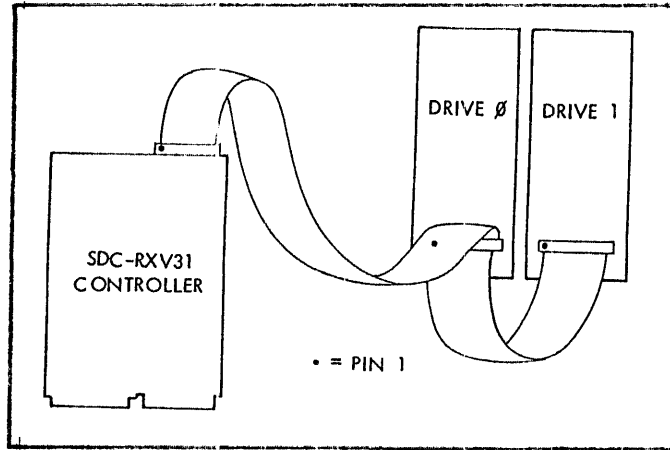 DRIVE Ø
DRIVE 1
SDC-RXV31
CONTROLLER
• = PIN 1